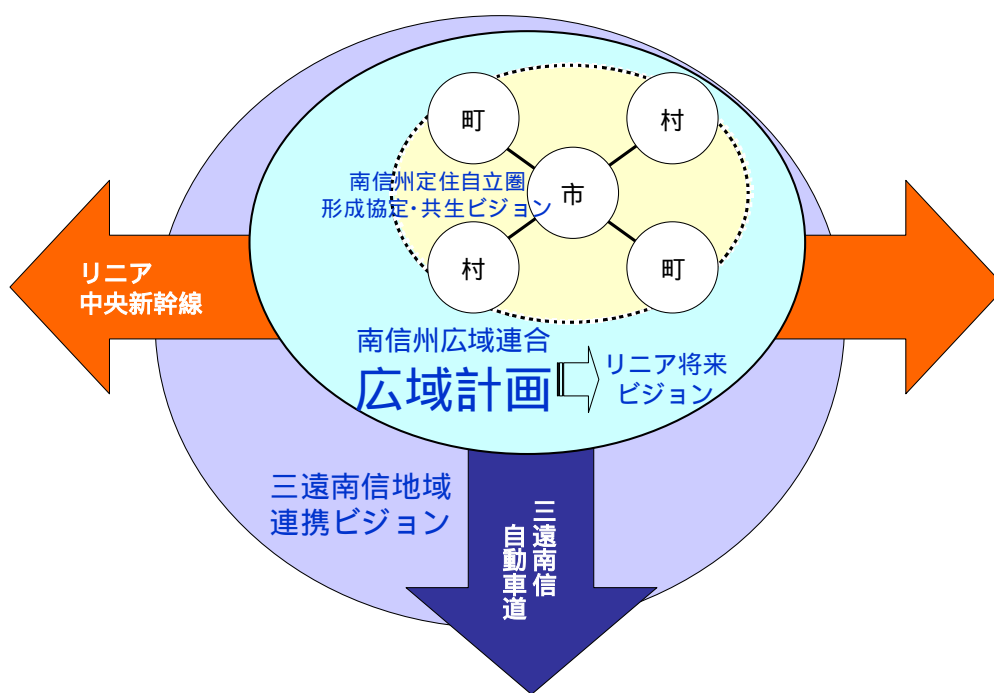 町
村
南信州定住自立圏
形成協定・共生ビジョン
市
村
町
リニア
中央新幹線
南信州広域連合
広域計画
リニア将来
ビジョン
三遠南信地域
連携ビジョン
三遠南信
自動車道